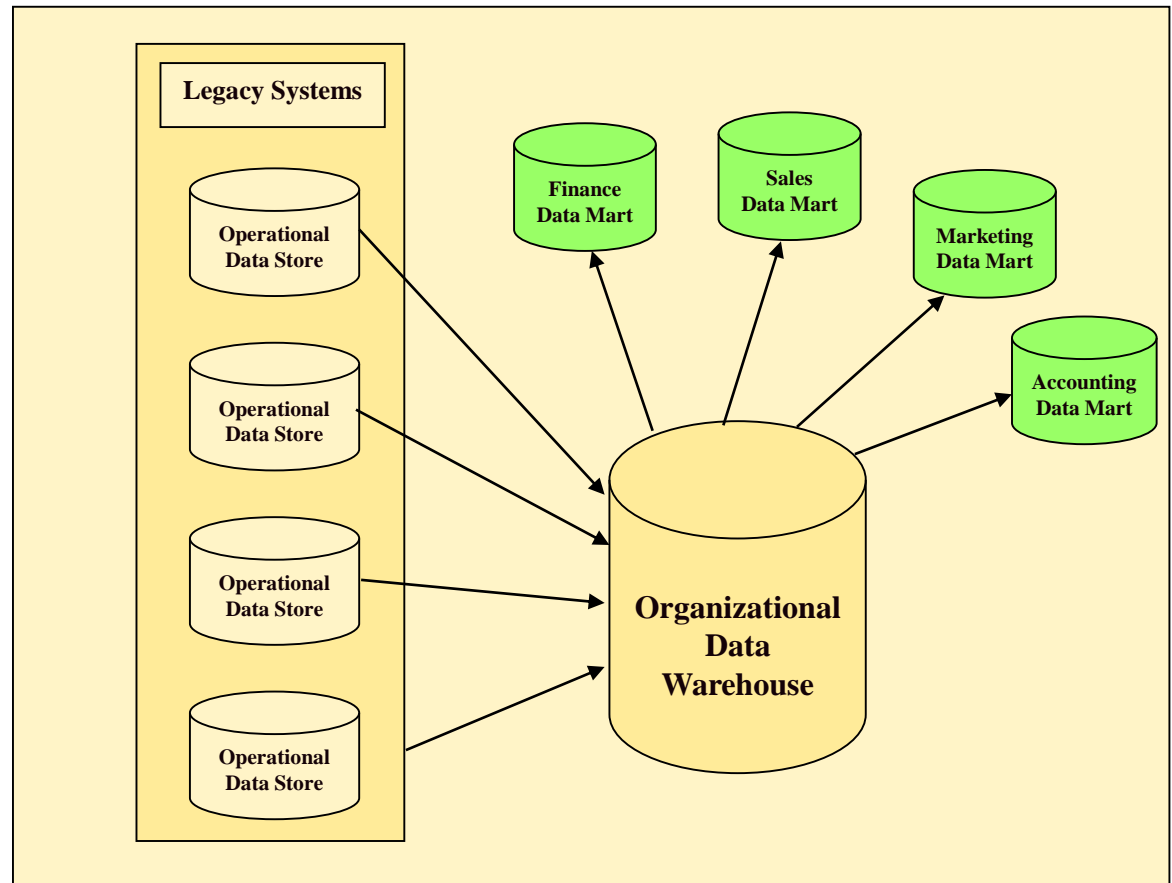 Legacy Systems
Operational
Data Store
Operational
Data Store
Operational
Data Store
Operational
Data Store
Finance
Data Mart
Sales
Data Mart
Marketing
Data Mart
Accounting
Data Mart
Organizational
Data
Warehouse